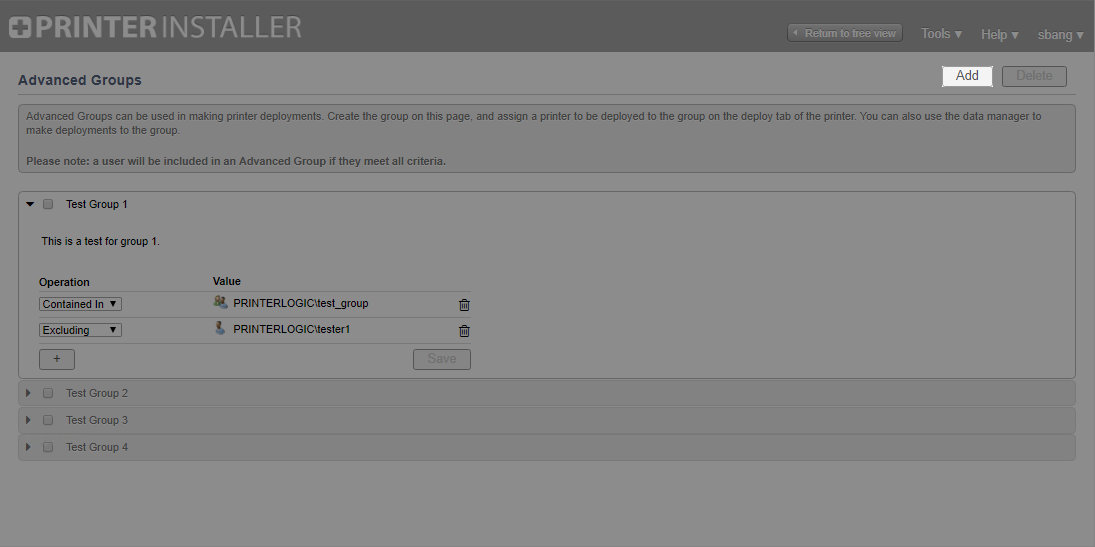 PRINTER INSTALLER
Return to tree view
Tools
Help
sbang
Advanced Groups
Add
Delete
Advanced Groups can be used in making printer deployments. Create the group on this page, and assign a printer to be deployed to the group on the deploy tab of the printer. You can also use the data manager to
make deployments to the group.
Please note: a user will be included in an Advanced Group if they meet all criteria.
Test Group 1
This is a test for group 1.
Operation Value
Contained In PRINTERLOGIC\test_group
Excluding PRINTERLOGIC\tester1
+ Save
Test Group 2
Test Group 3
Test Group 4